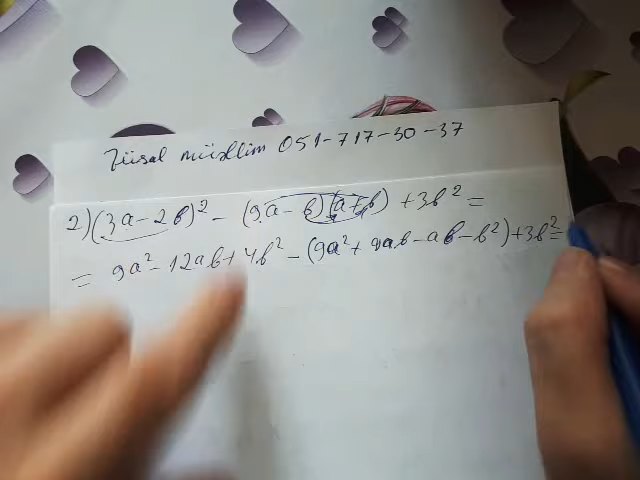 Züsal müəllim 051-717-30-37
2) (3a - 2b)² - (9a - b)(a + b) + 3b² =
= 9a² - 12ab + 4b² - (9a² + 9ab - ab - b²) + 3b² =